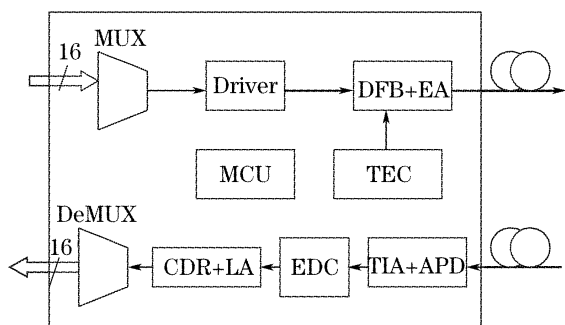 MUX
16
Driver
DFB+EA
MCU
TEC
DeMUX
16
CDR+LA
EDC
TIA+APD